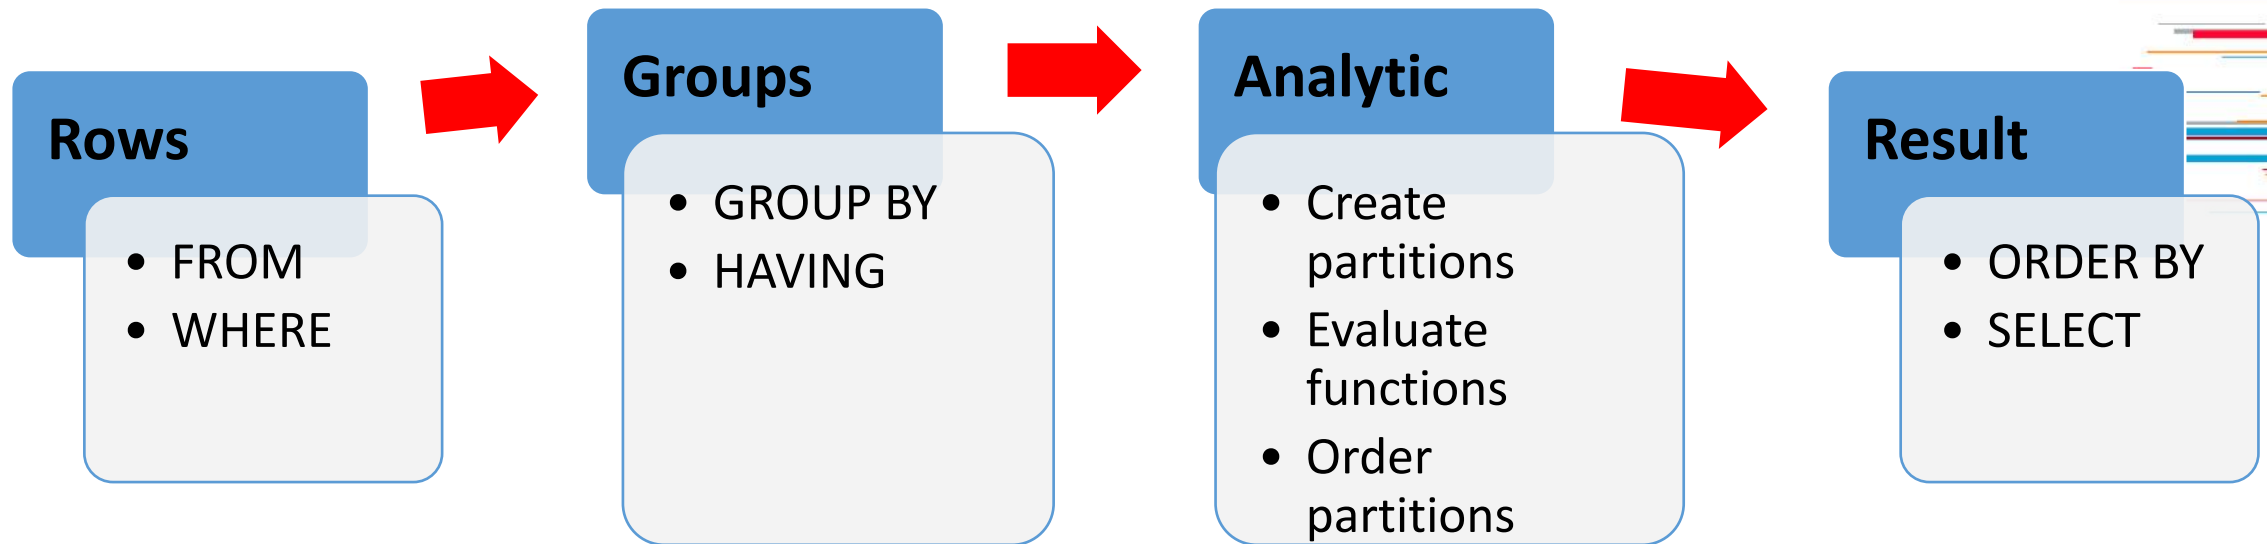 Rows
• FROM
• WHERE
Groups
• GROUP BY
• HAVING
Analytic
• Create
partitions
• Evaluate
functions
• Order
partitions
Result
• ORDER BY
• SELECT